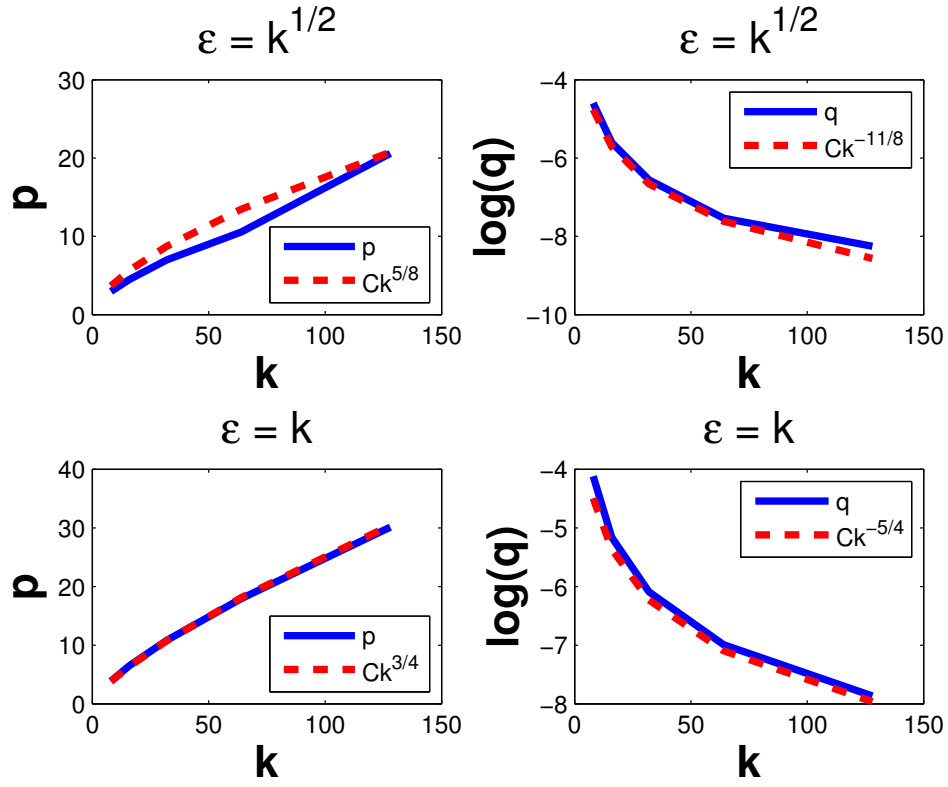 ε = k^{1/2}
30
20
10
0
0
50
100
150
p
k
p
Ck^{5/8}
ε = k^{1/2}
−4
−6
−8
−10
0
50
100
150
log(q)
k
q
Ck^{−11/8}
ε = k
40
30
20
10
0
0
50
100
150
p
k
p
Ck^{3/4}
ε = k
−4
−5
−6
−7
−8
0
50
100
150
log(q)
k
q
Ck^{−5/4}